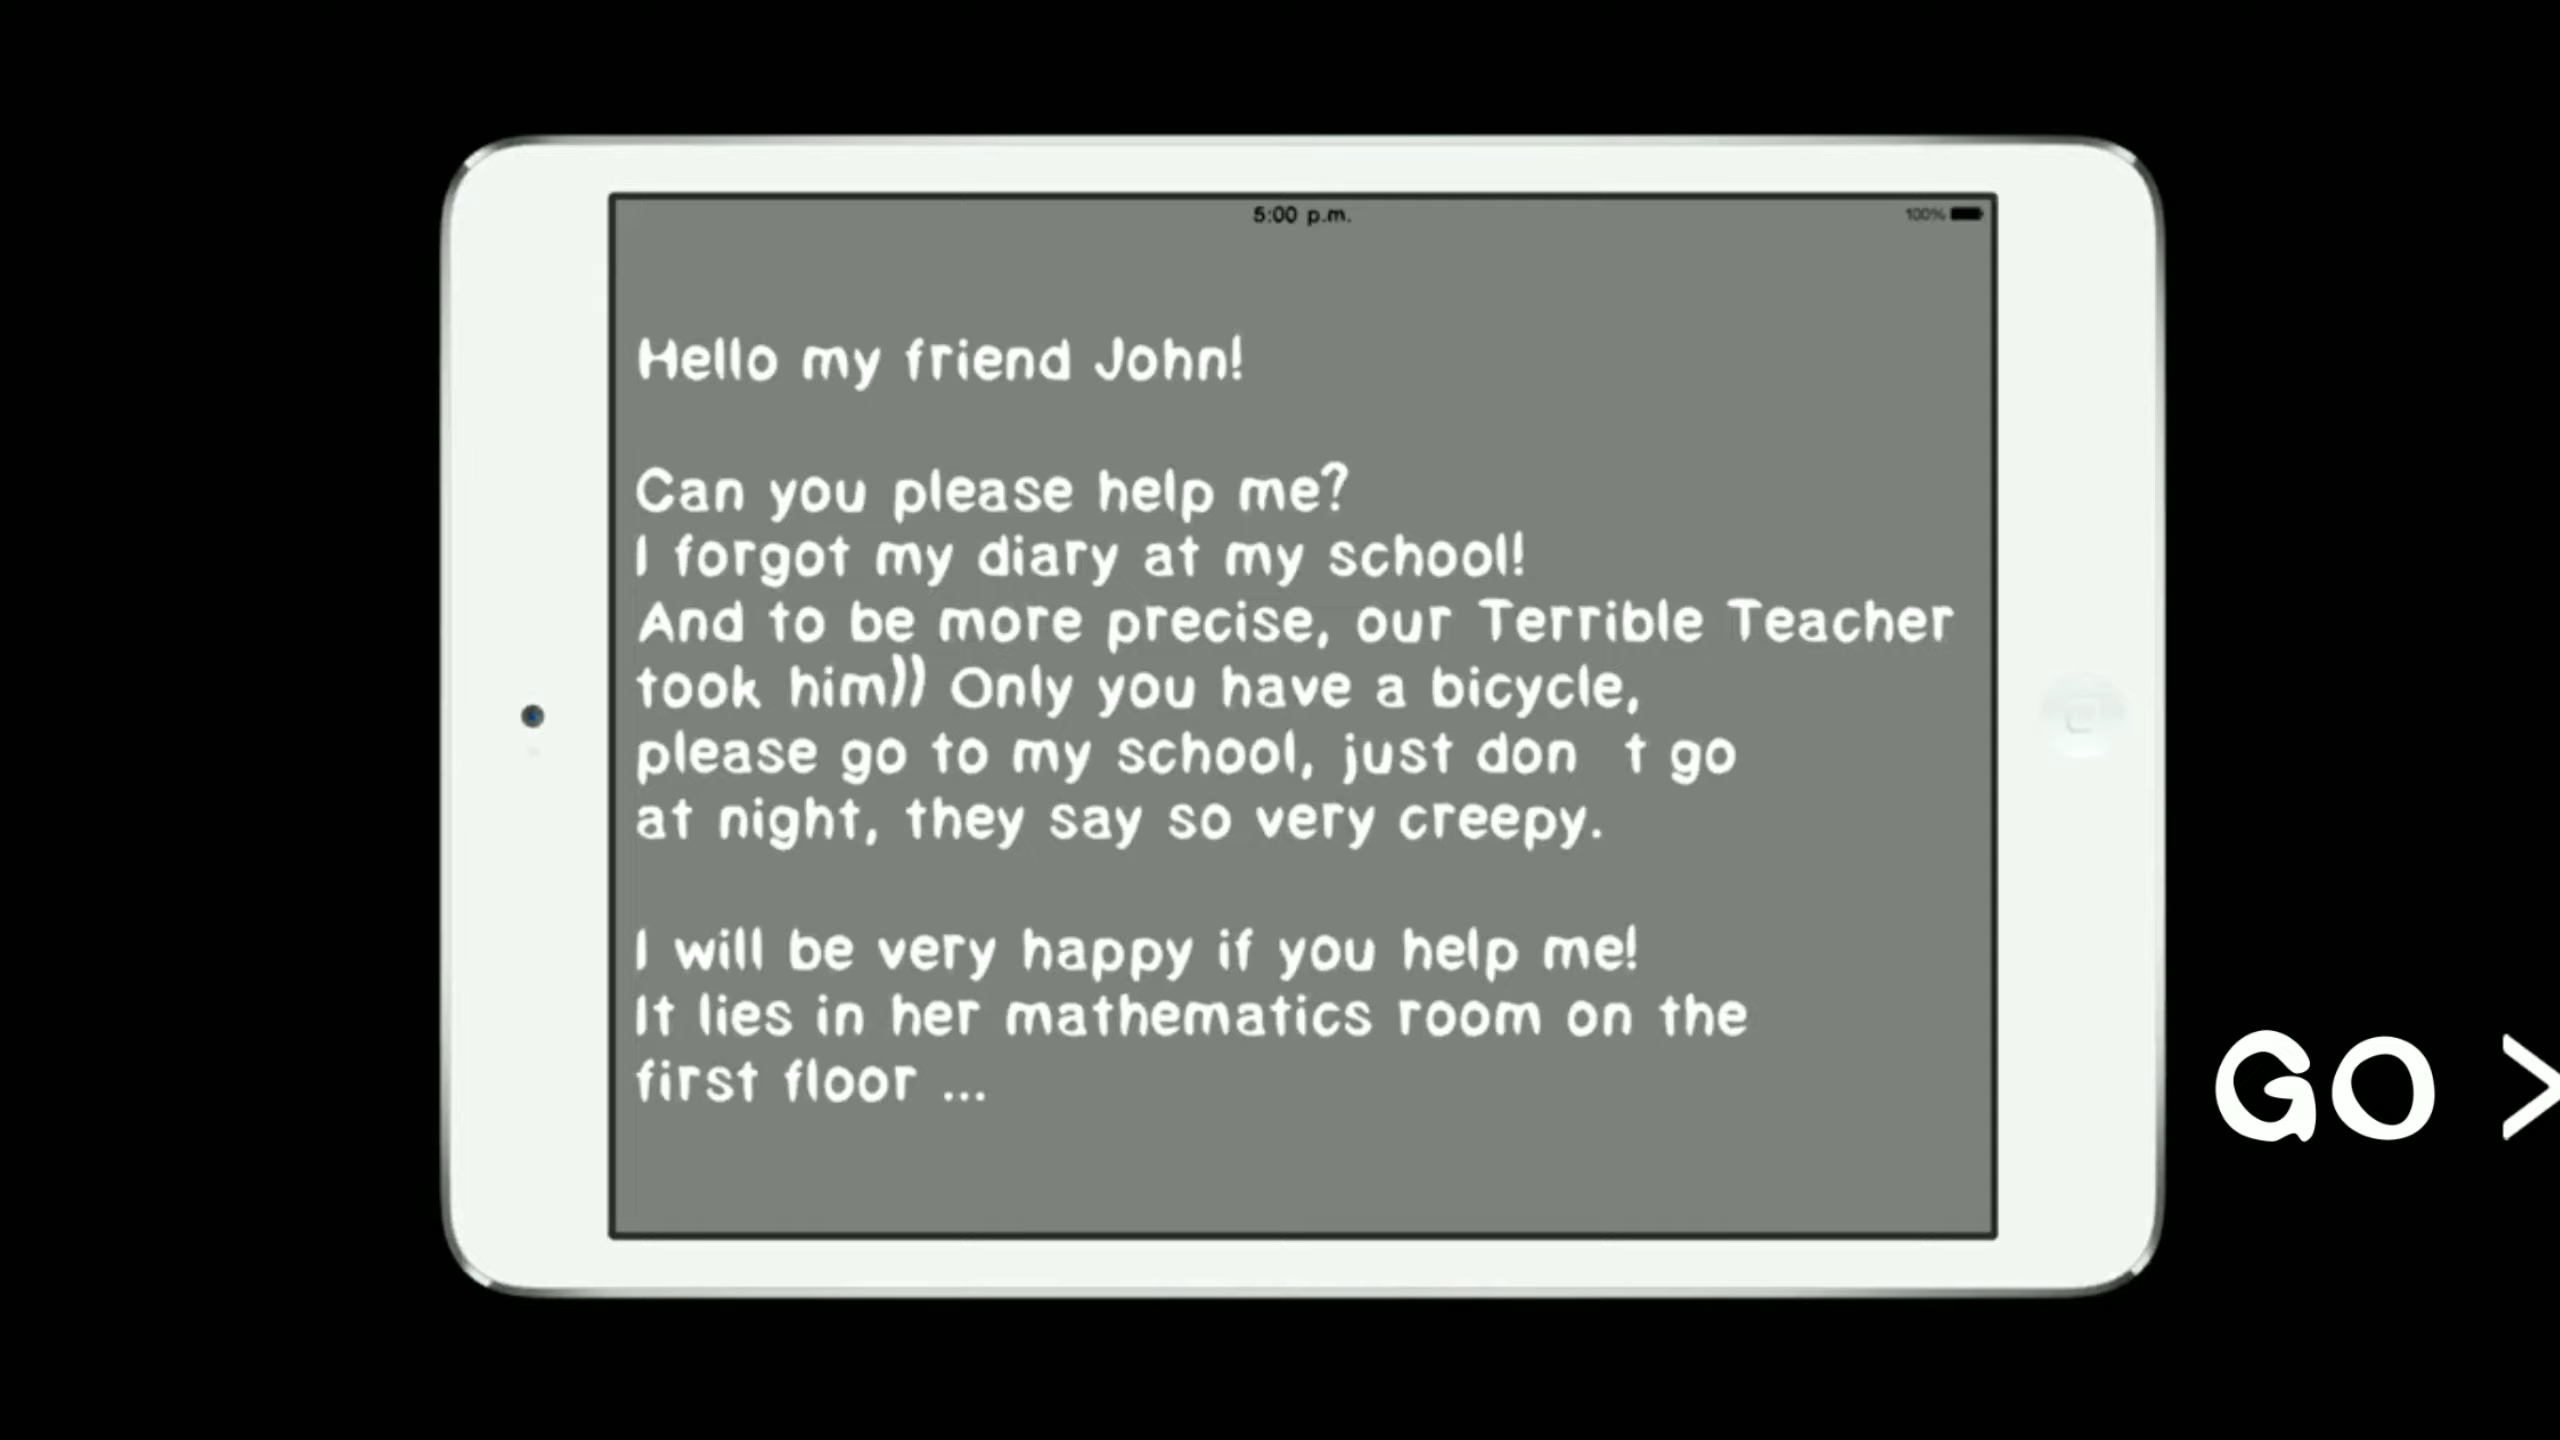 5:00 p.m.
100%
Hello my friend John!
Can you please help me?
I forgot my diary at my school!
And to be more precise, our Terrible Teacher
took him)) Only you have a bicycle,
please go to my school, just don  t go
at night, they say so very creepy.
I will be very happy if you help me!
It lies in her mathematics room on the
first floor ...
GO >